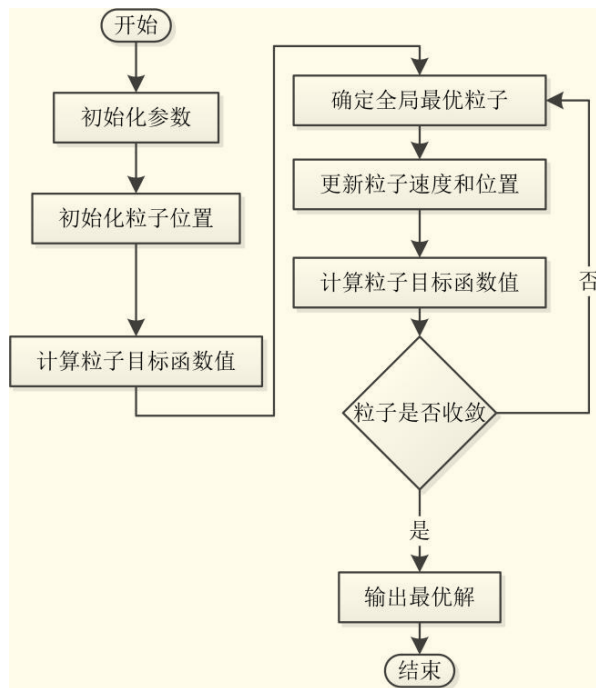 开始
初始化参数
初始化粒子位置
计算粒子目标函数值
确定全局最优粒子
更新粒子速度和位置
计算粒子目标函数值
否
粒子是否收敛
是
输出最优解
结束